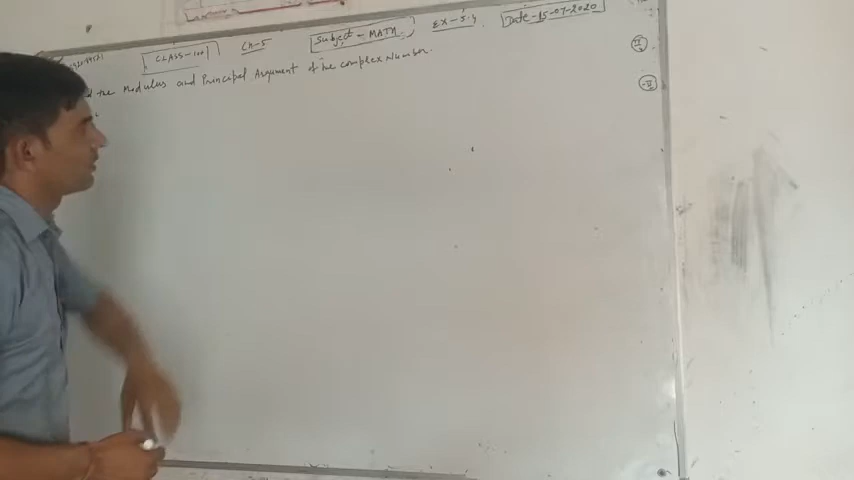 CLASS-11th Ch-5 Subject - MATH EX-5.4 Date-15-07-2020
the Modulus and Principal Argument of the complex Number.